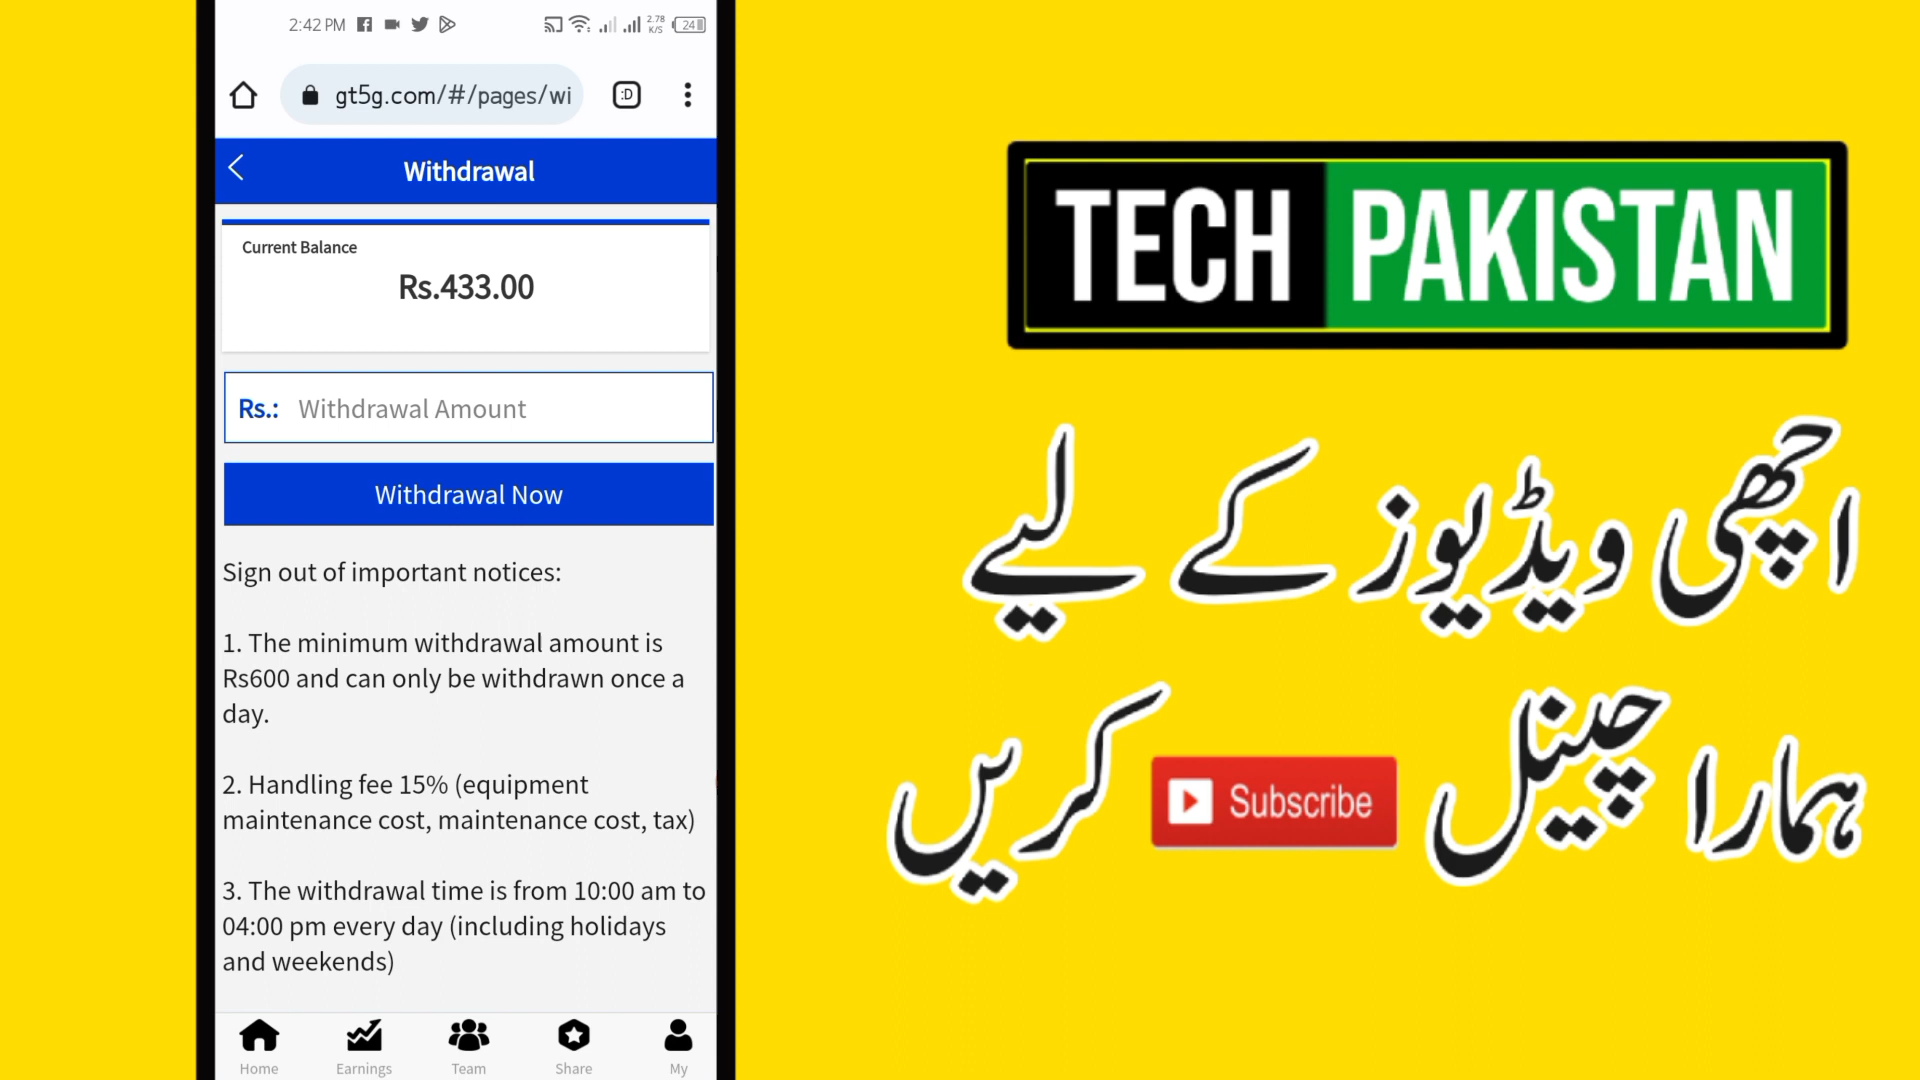 2:42 PM
2.78 K/S
24
gt5g.com/#/pages/wi
:D
Withdrawal
Current Balance
Rs.433.00
Rs.: Withdrawal Amount
Withdrawal Now
Sign out of important notices:
1. The minimum withdrawal amount is
Rs600 and can only be withdrawn once a
day.
2. Handling fee 15% (equipment
maintenance cost, maintenance cost, tax)
3. The withdrawal time is from 10:00 am to
04:00 pm every day (including holidays
and weekends)
Home Earnings Team Share My
TECH PAKISTAN
اچھی ویڈیوز کے لیے
ہمارا چینل Subscribe کریں